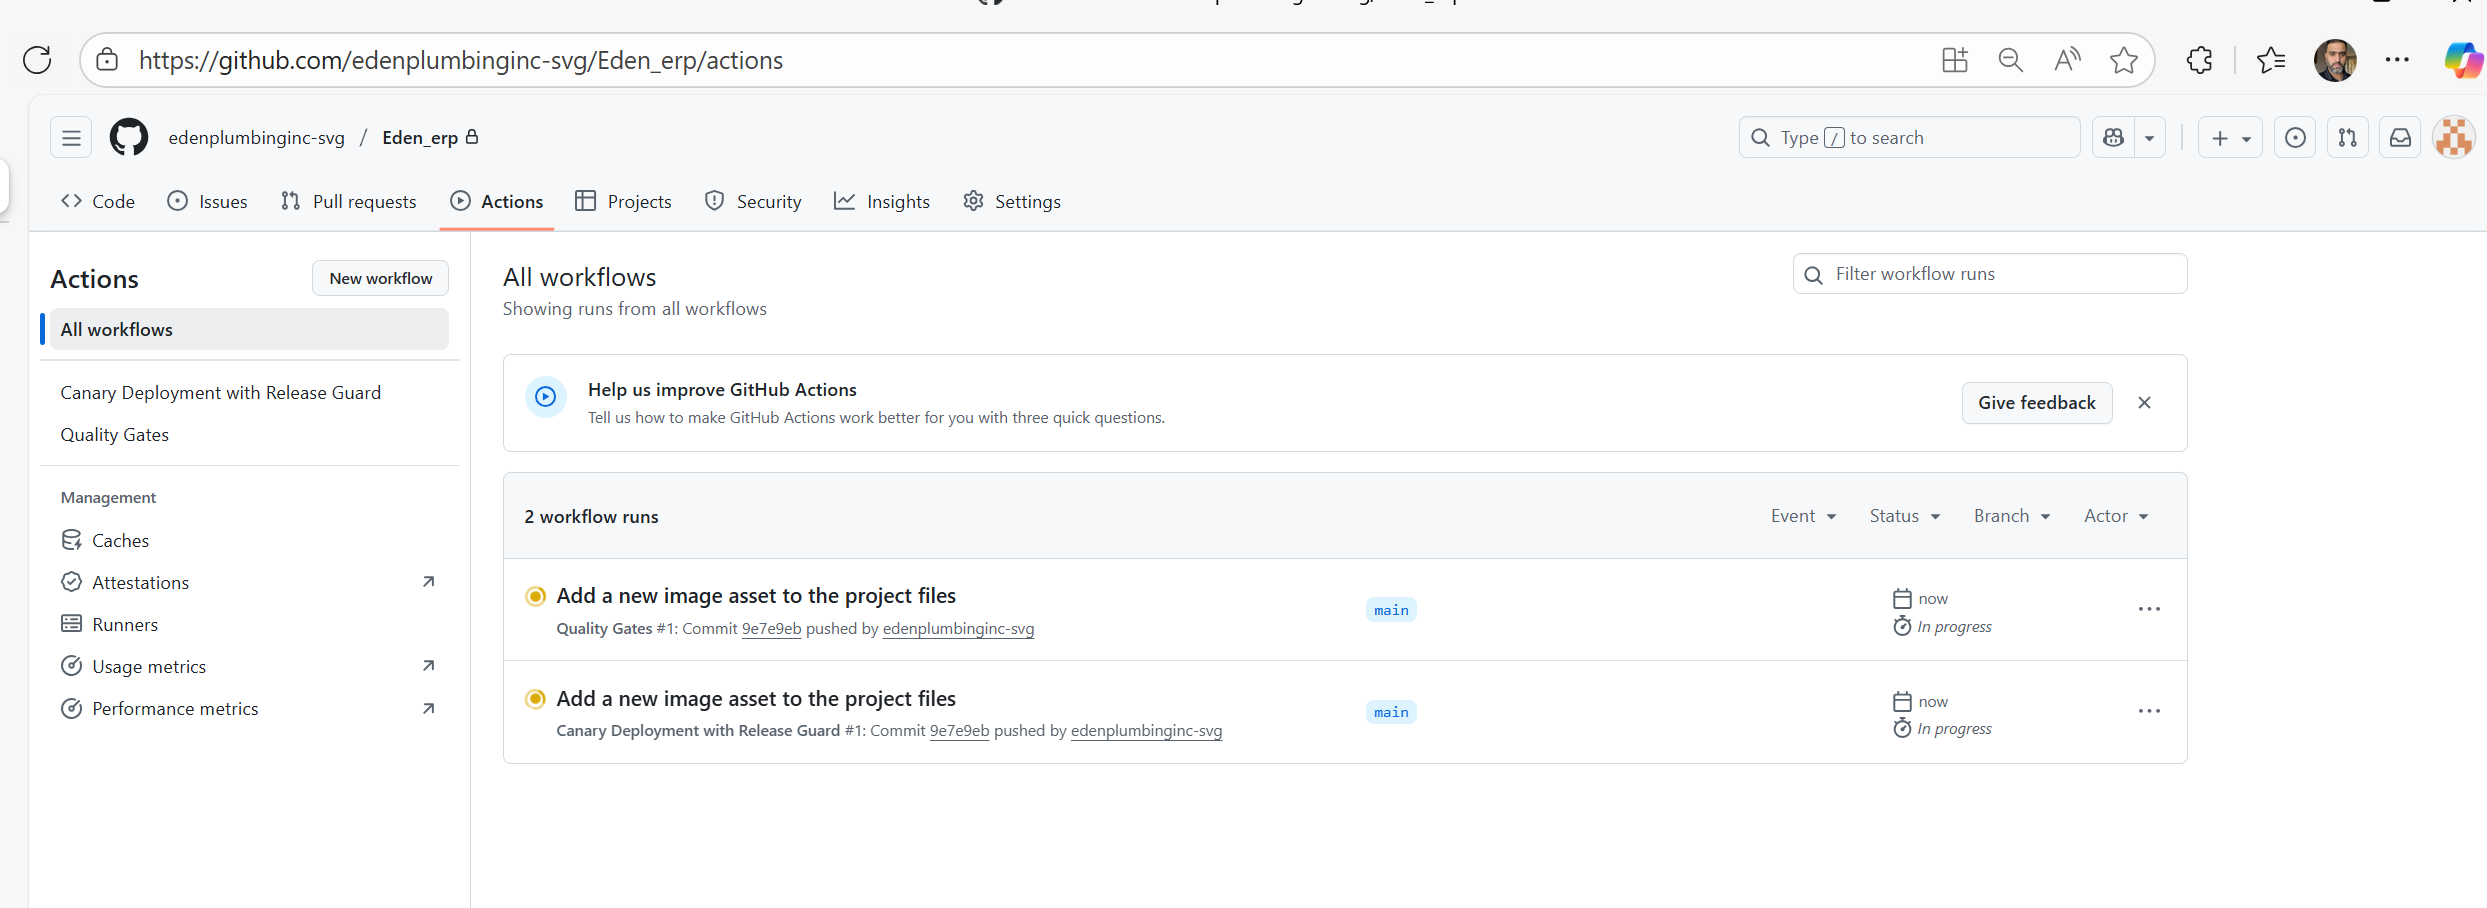 https://github.com/edenplumbinginc-svg/Eden_erp/actions
edenplumbinginc-svg / Eden_erp
Type / to search
Code Issues Pull requests Actions Projects Security Insights Settings
Actions
New workflow
All workflows
Canary Deployment with Release Guard
Quality Gates
Management
Caches
Attestations
Runners
Usage metrics
Performance metrics
All workflows
Showing runs from all workflows
Filter workflow runs
Help us improve GitHub Actions
Tell us how to make GitHub Actions work better for you with three quick questions.
Give feedback
2 workflow runs
Event Status Branch Actor
Add a new image asset to the project files
Quality Gates #1: Commit 9e7e9eb pushed by edenplumbinginc-svg
main
now
In progress
Add a new image asset to the project files
Canary Deployment with Release Guard #1: Commit 9e7e9eb pushed by edenplumbinginc-svg
main
now
In progress